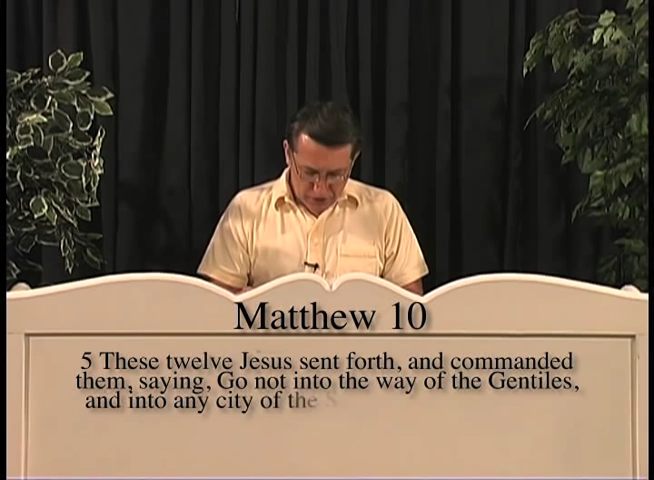 Matthew 10
5 These twelve Jesus sent forth, and commanded
them, saying, Go not into the way of the Gentiles,
and into any city of the S